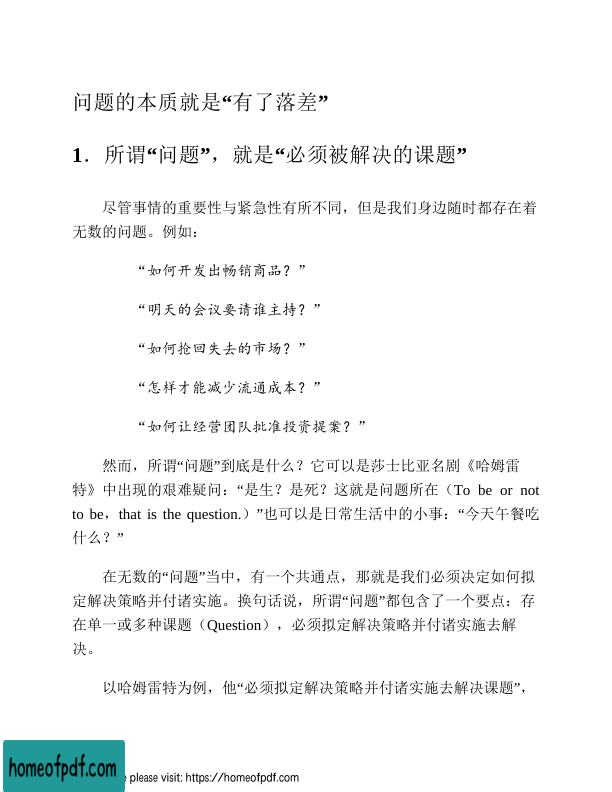 问题的本质就是“有了落差”
1．所谓“问题”，就是“必须被解决的课题”
尽管事情的重要性与紧急性有所不同，但是我们身边随时都存在着
无数的问题。例如：
“如何开发出畅销商品？”
“明天的会议要请谁主持？”
“如何抢回失去的市场？”
“怎样才能减少流通成本？”
“如何让经营团队批准投资提案？”
然而，所谓“问题”到底是什么？它可以是莎士比亚名剧《哈姆雷
特》中出现的艰难疑问：“是生？是死？这就是问题所在（To be or not
to be，that is the question.）”也可以是日常生活中的小事：“今天午餐吃
什么？”
在无数的“问题”当中，有一个共通点，那就是我们必须决定如何拟
定解决策略并付诸实施。换句话说，所谓“问题”都包含了一个要点：存
在单一或多种课题（Question），必须拟定解决策略并付诸实施去解
决。
以哈姆雷特为例，他“必须拟定解决策略并付诸实施去解决课题”，
homeofpdf.com
please visit: https://homeofpdf.com